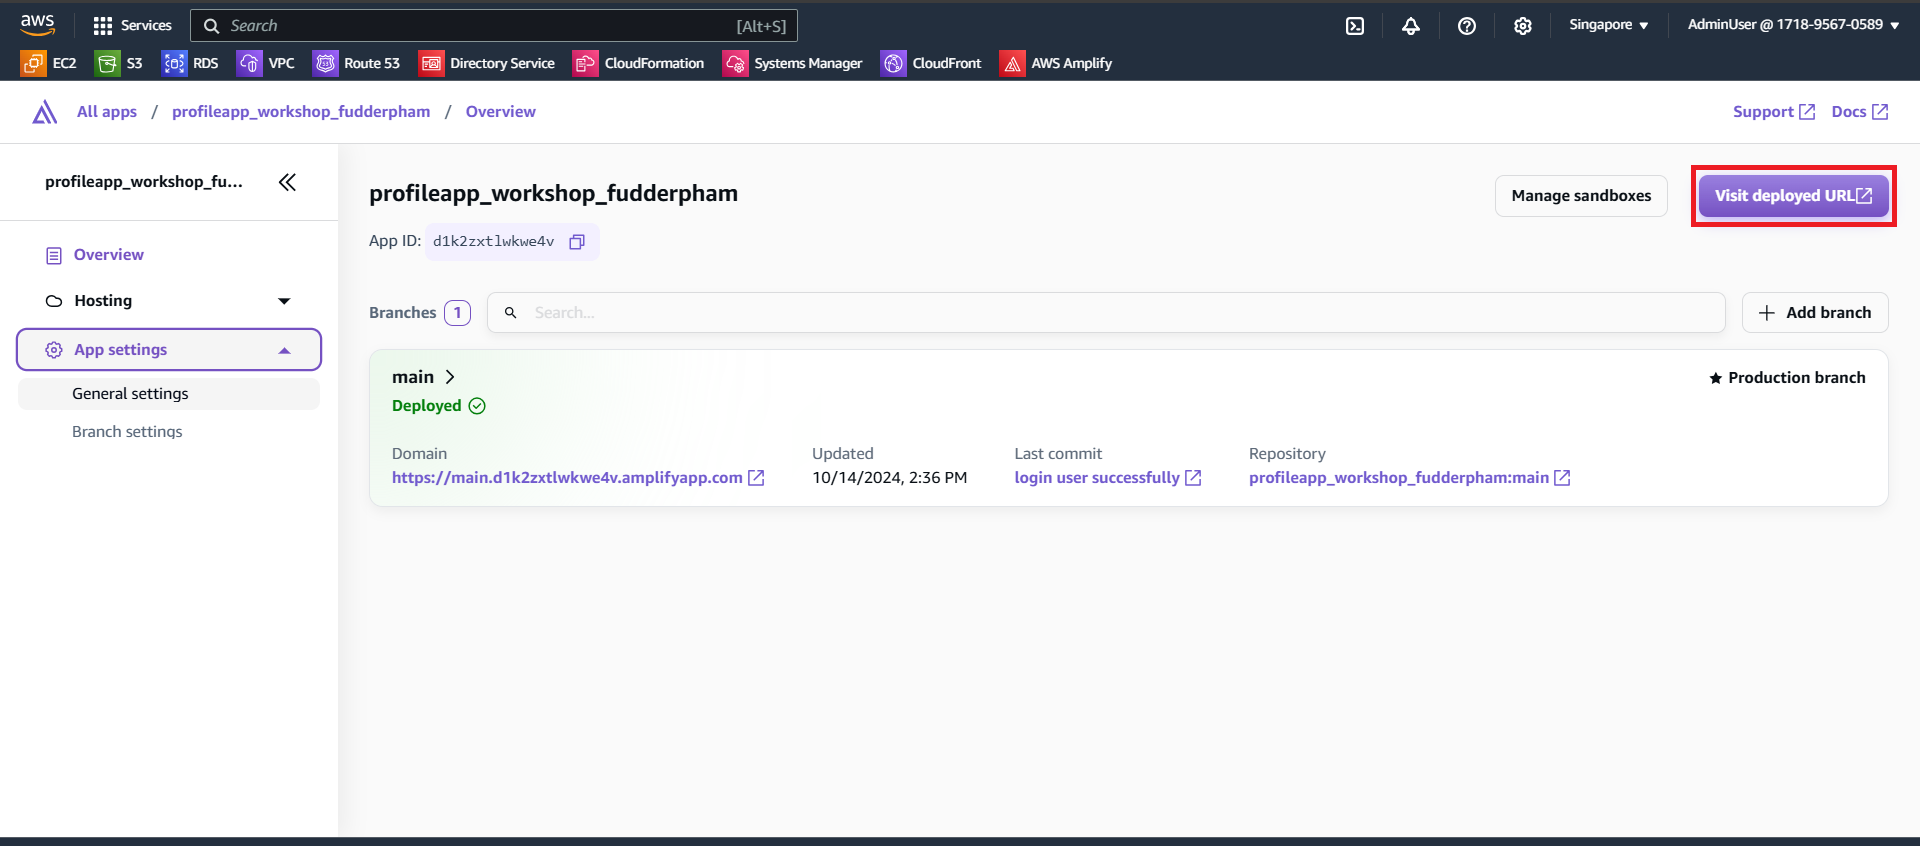 aws Services Search [Alt+S] Singapore AdminUser @ 1718-9567-0589
EC2 S3 RDS VPC Route 53 Directory Service CloudFormation Systems Manager CloudFront AWS Amplify
All apps / profileapp_workshop_fudderpham / Overview Support Docs
profileapp_workshop_fu...
Overview
Hosting
App settings
General settings
Branch settings
profileapp_workshop_fudderpham Manage sandboxes Visit deployed URL
App ID: d1k2zxtlwkwe4v
Branches 1 Search... Add branch
main Production branch
Deployed
Domain Updated Last commit Repository
https://main.d1k2zxtlwkwe4v.amplifyapp.com 10/14/2024, 2:36 PM login user successfully profileapp_workshop_fudderpham:main